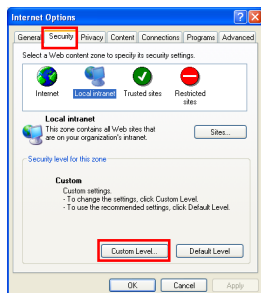 Internet Options
General Security Privacy Content Connections Programs Advanced
Select a Web content zone to specify its security settings.
Internet Local intranet Trusted sites Restricted sites
Local intranet
This zone contains all Web sites that are on your organization's intranet.
Sites...
Security level for this zone
Custom
Custom settings.
- To change the settings, click Custom Level.
- To use the recommended settings, click Default Level.
Custom Level... Default Level
OK Cancel Apply